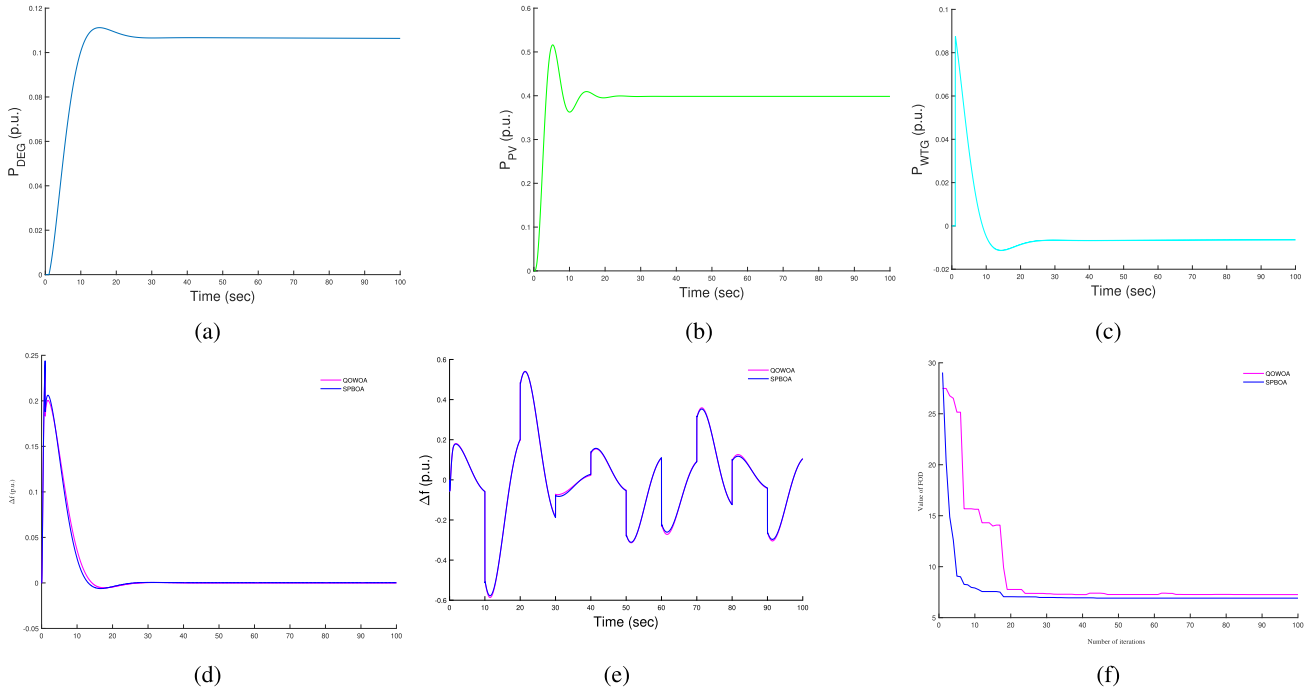 0.12
0.1
0.08
0.06
0.04
0.02
0
P_DEG (p.u.)
0 10 20 30 40 50 60 70 80 90 100
Time (sec)
(a)
0.6
0.5
0.4
0.3
0.2
0.1
0
P_PV (p.u.)
0 10 20 30 40 50 60 70 80 90 100
Time (sec)
(b)
0.1
0.08
0.06
0.04
0.02
0
-0.02
P_WTG (p.u.)
0 10 20 30 40 50 60 70 80 90 100
Time (sec)
(c)
0.25
0.2
0.15
0.1
0.05
0
-0.05
Δf (p.u.)
QOWOA
SPBOA
0 10 20 30 40 50 60 70 80 90 100
(d)
0.6
0.4
0.2
0
-0.2
-0.4
-0.6
Δf (p.u.)
QOWOA
SPBOA
0 10 20 30 40 50 60 70 80 90 100
Time (sec)
(e)
30
25
20
15
10
5
Value of FOD
QOWOA
SPBOA
0 10 20 30 40 50 60 70 80 90 100
Number of iterations
(f)